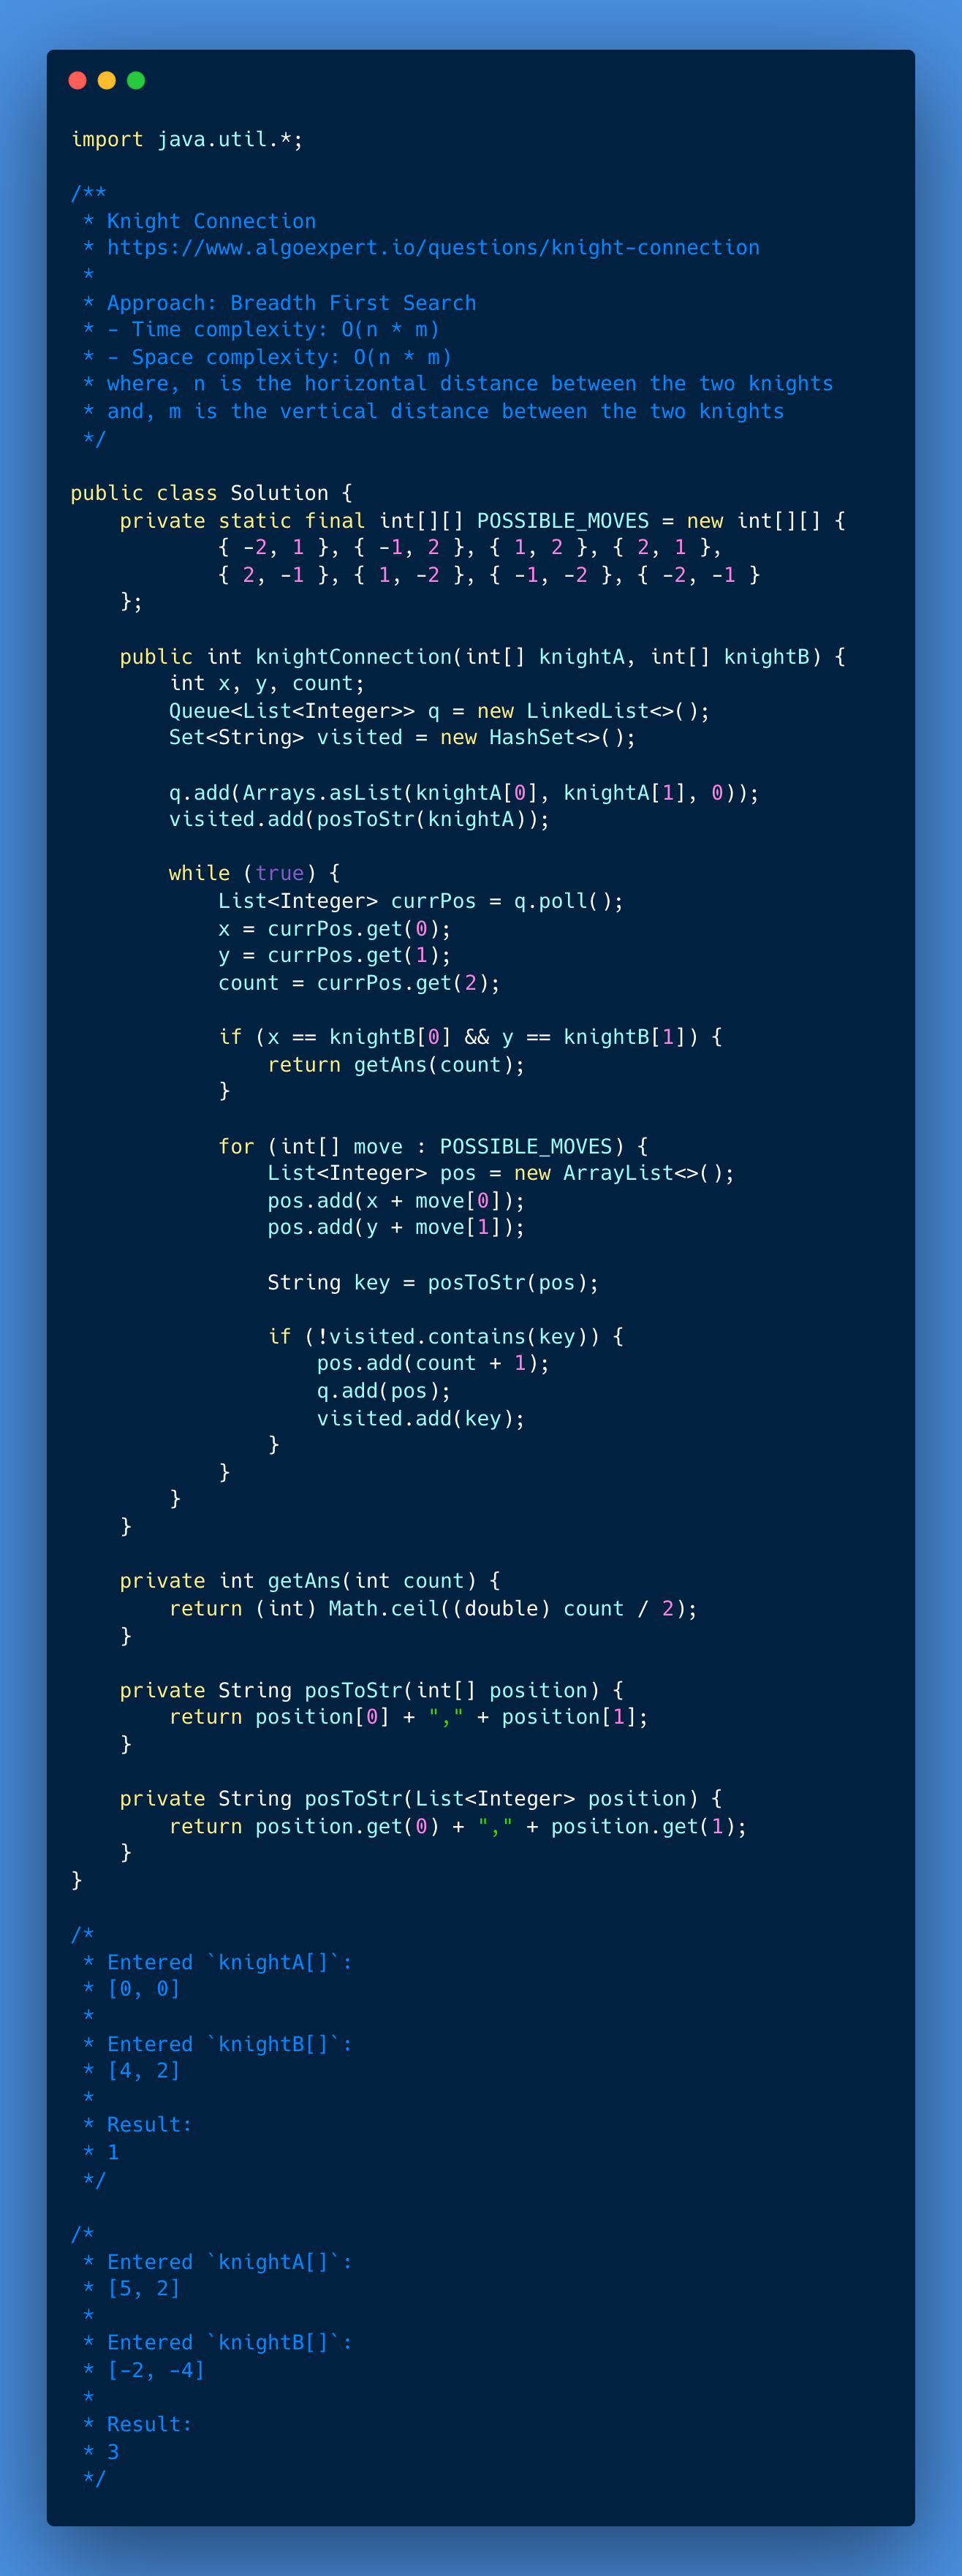 import java.util.*;

/**
 * Knight Connection
 * https://www.algoexpert.io/questions/knight-connection
 *
 * Approach: Breadth First Search
 * - Time complexity: O(n * m)
 * - Space complexity: O(n * m)
 * where, n is the horizontal distance between the two knights
 * and, m is the vertical distance between the two knights
 */

public class Solution {
    private static final int[][] POSSIBLE_MOVES = new int[][] {
            { -2, 1 }, { -1, 2 }, { 1, 2 }, { 2, 1 },
            { 2, -1 }, { 1, -2 }, { -1, -2 }, { -2, -1 }
    };

    public int knightConnection(int[] knightA, int[] knightB) {
        int x, y, count;
        Queue<List<Integer>> q = new LinkedList<>();
        Set<String> visited = new HashSet<>();

        q.add(Arrays.asList(knightA[0], knightA[1], 0));
        visited.add(posToStr(knightA));

        while (true) {
            List<Integer> currPos = q.poll();
            x = currPos.get(0);
            y = currPos.get(1);
            count = currPos.get(2);

            if (x == knightB[0] && y == knightB[1]) {
                return getAns(count);
            }

            for (int[] move : POSSIBLE_MOVES) {
                List<Integer> pos = new ArrayList<>();
                pos.add(x + move[0]);
                pos.add(y + move[1]);

                String key = posToStr(pos);

                if (!visited.contains(key)) {
                    pos.add(count + 1);
                    q.add(pos);
                    visited.add(key);
                }
            }
        }
    }

    private int getAns(int count) {
        return (int) Math.ceil((double) count / 2);
    }

    private String posToStr(int[] position) {
        return position[0] + "," + position[1];
    }

    private String posToStr(List<Integer> position) {
        return position.get(0) + "," + position.get(1);
    }
}

/*
 * Entered `knightA[]`:
 * [0, 0]
 *
 * Entered `knightB[]`:
 * [4, 2]
 *
 * Result:
 * 1
 */

/*
 * Entered `knightA[]`:
 * [5, 2]
 *
 * Entered `knightB[]`:
 * [-2, -4]
 *
 * Result:
 * 3
 */